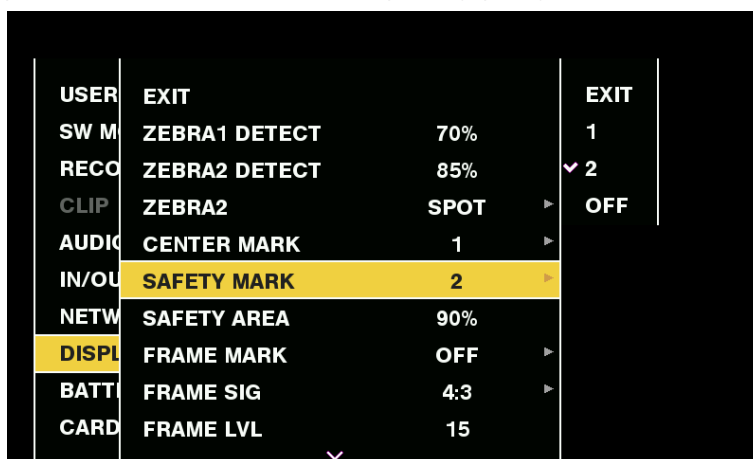 USER
SW M
RECO
CLIP
AUDIO
IN/OU
NETW
DISPL
BATT
CARD
EXIT
ZEBRA1 DETECT 70%
ZEBRA2 DETECT 85%
ZEBRA2 SPOT
CENTER MARK 1
SAFETY MARK 2
SAFETY AREA 90%
FRAME MARK OFF
FRAME SIG 4:3
FRAME LVL 15
EXIT
1
2
OFF